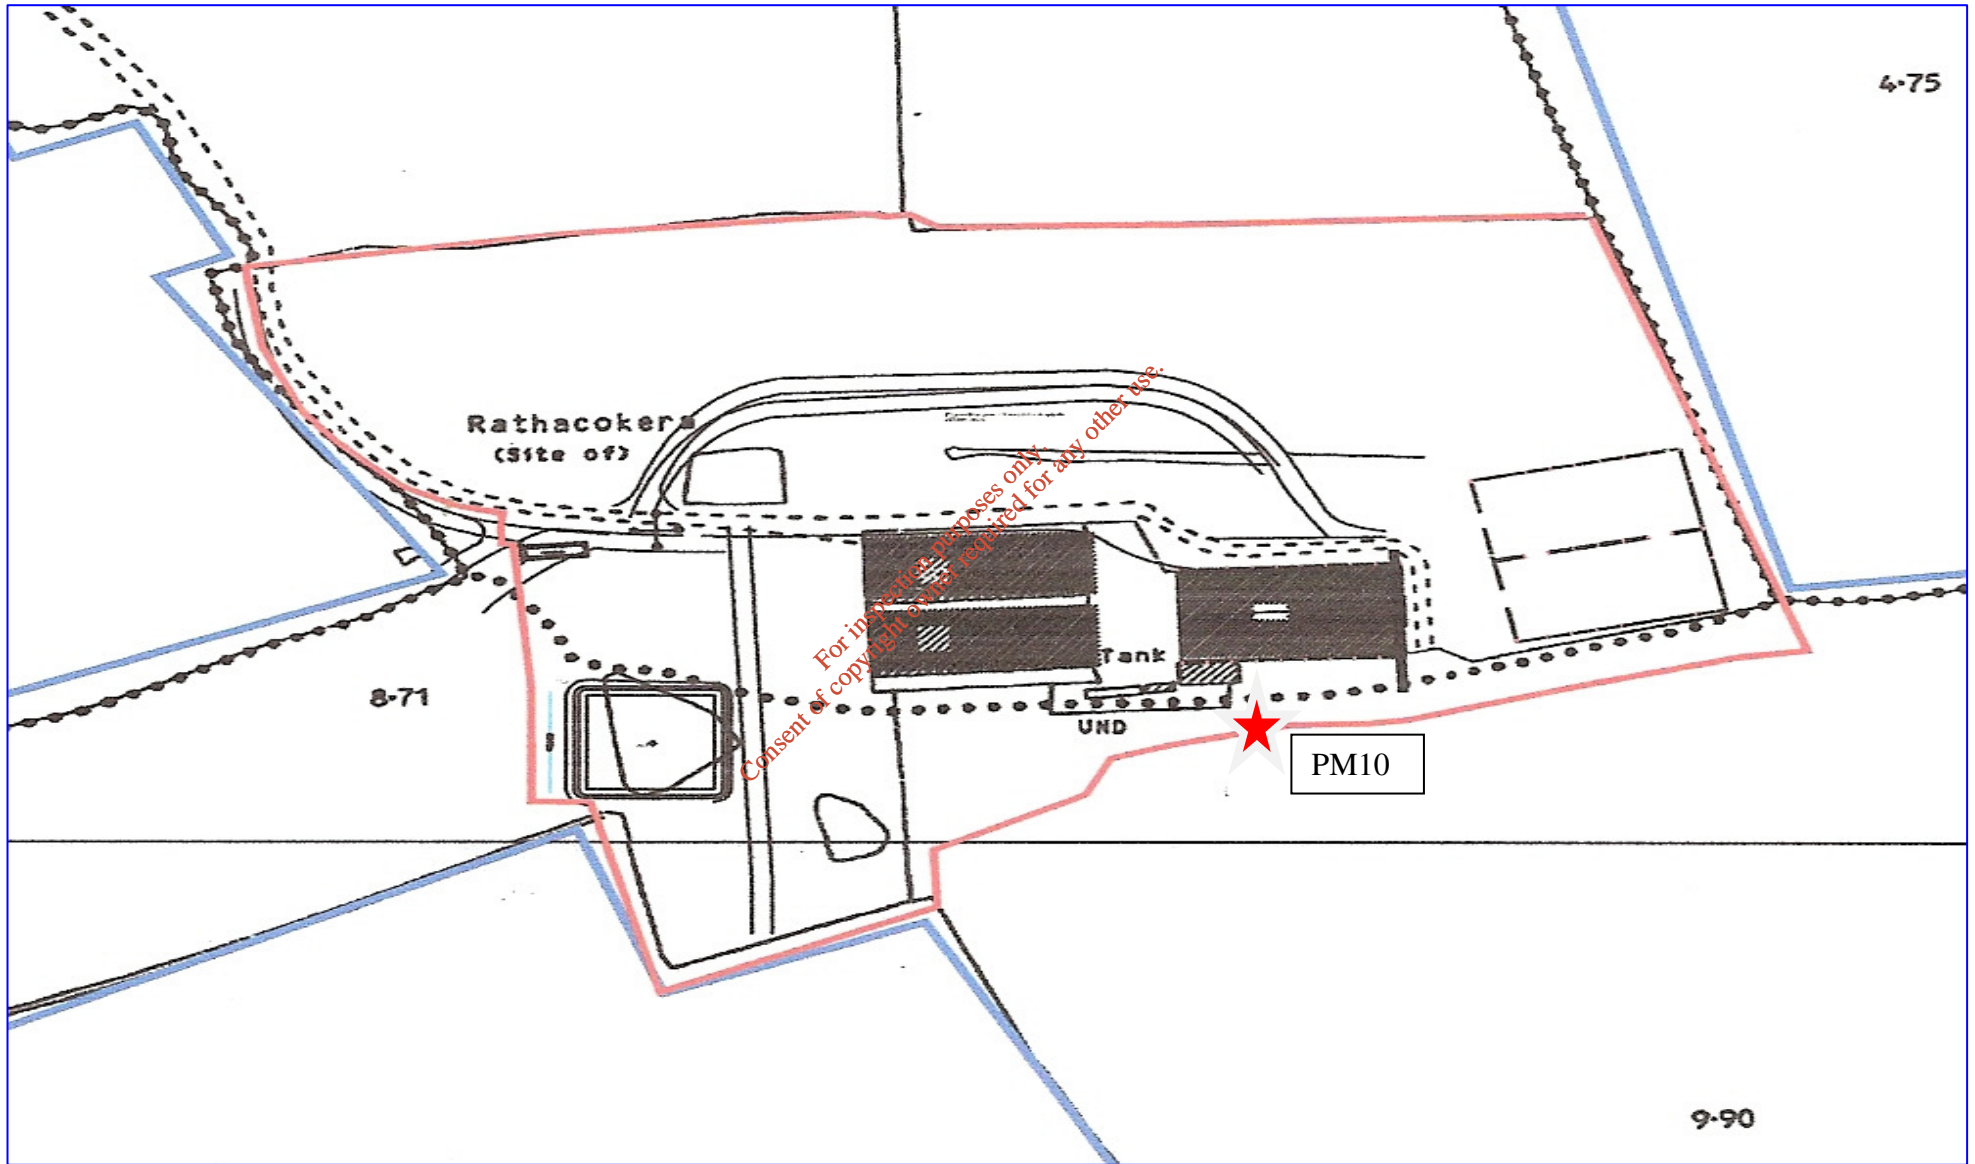 4·75
Rathacokera
(Site of)
For inspection purposes only.
Consent of copyright owner required for any other use.
Tank
8·71
UND
PM10
9·90